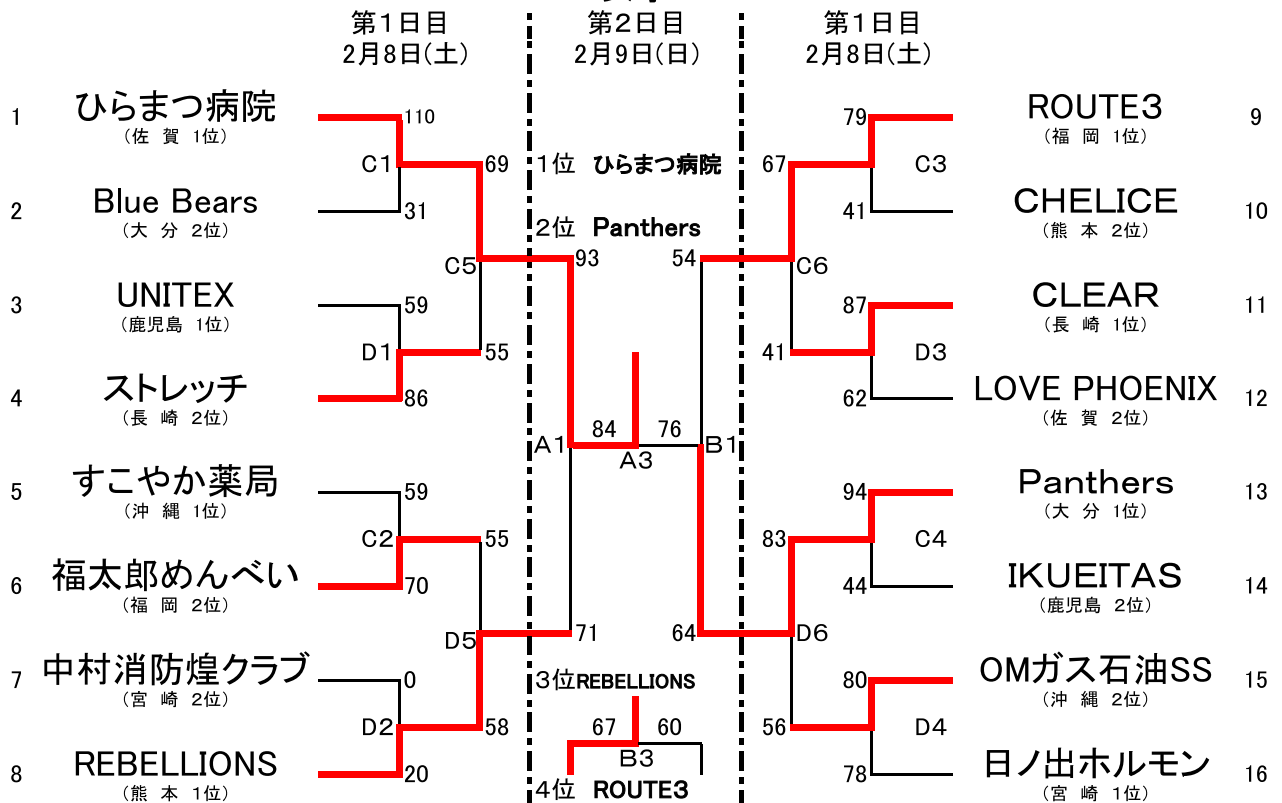 第1日目
2月8日(土)
第2日目
2月9日(日)
第1日目
2月8日(土)
1 ひらまつ病院
(佐 賀 1位)
2 Blue Bears
(大 分 2位)
3 UNITEX
(鹿児島 1位)
4 ストレッチ
(長 崎 2位)
5 すこやか薬局
(沖 縄 1位)
6 福太郎めんべい
(福 岡 2位)
7 中村消防煌クラブ
(宮 崎 2位)
8 REBELLIONS
(熊 本 1位)
110
C1
31
59
D1
86
59
C2
70
0
D2
20
69
C5
55
55
D5
58
1位 ひらまつ病院
2位 Panthers
93
A1
71
84
76
A3
54
B1
64
3位REBELLIONS
67
60
B3
4位 ROUTE3
67
C6
41
83
D6
56
79
C3
41
87
D3
62
94
C4
44
80
D4
78
ROUTE3 9
(福 岡 1位)
CHELICE 10
(熊 本 2位)
CLEAR 11
(長 崎 1位)
LOVE PHOENIX 12
(佐 賀 2位)
Panthers 13
(大 分 1位)
IKUEITAS 14
(鹿児島 2位)
OMガス石油SS 15
(沖 縄 2位)
日ノ出ホルモン 16
(宮 崎 1位)